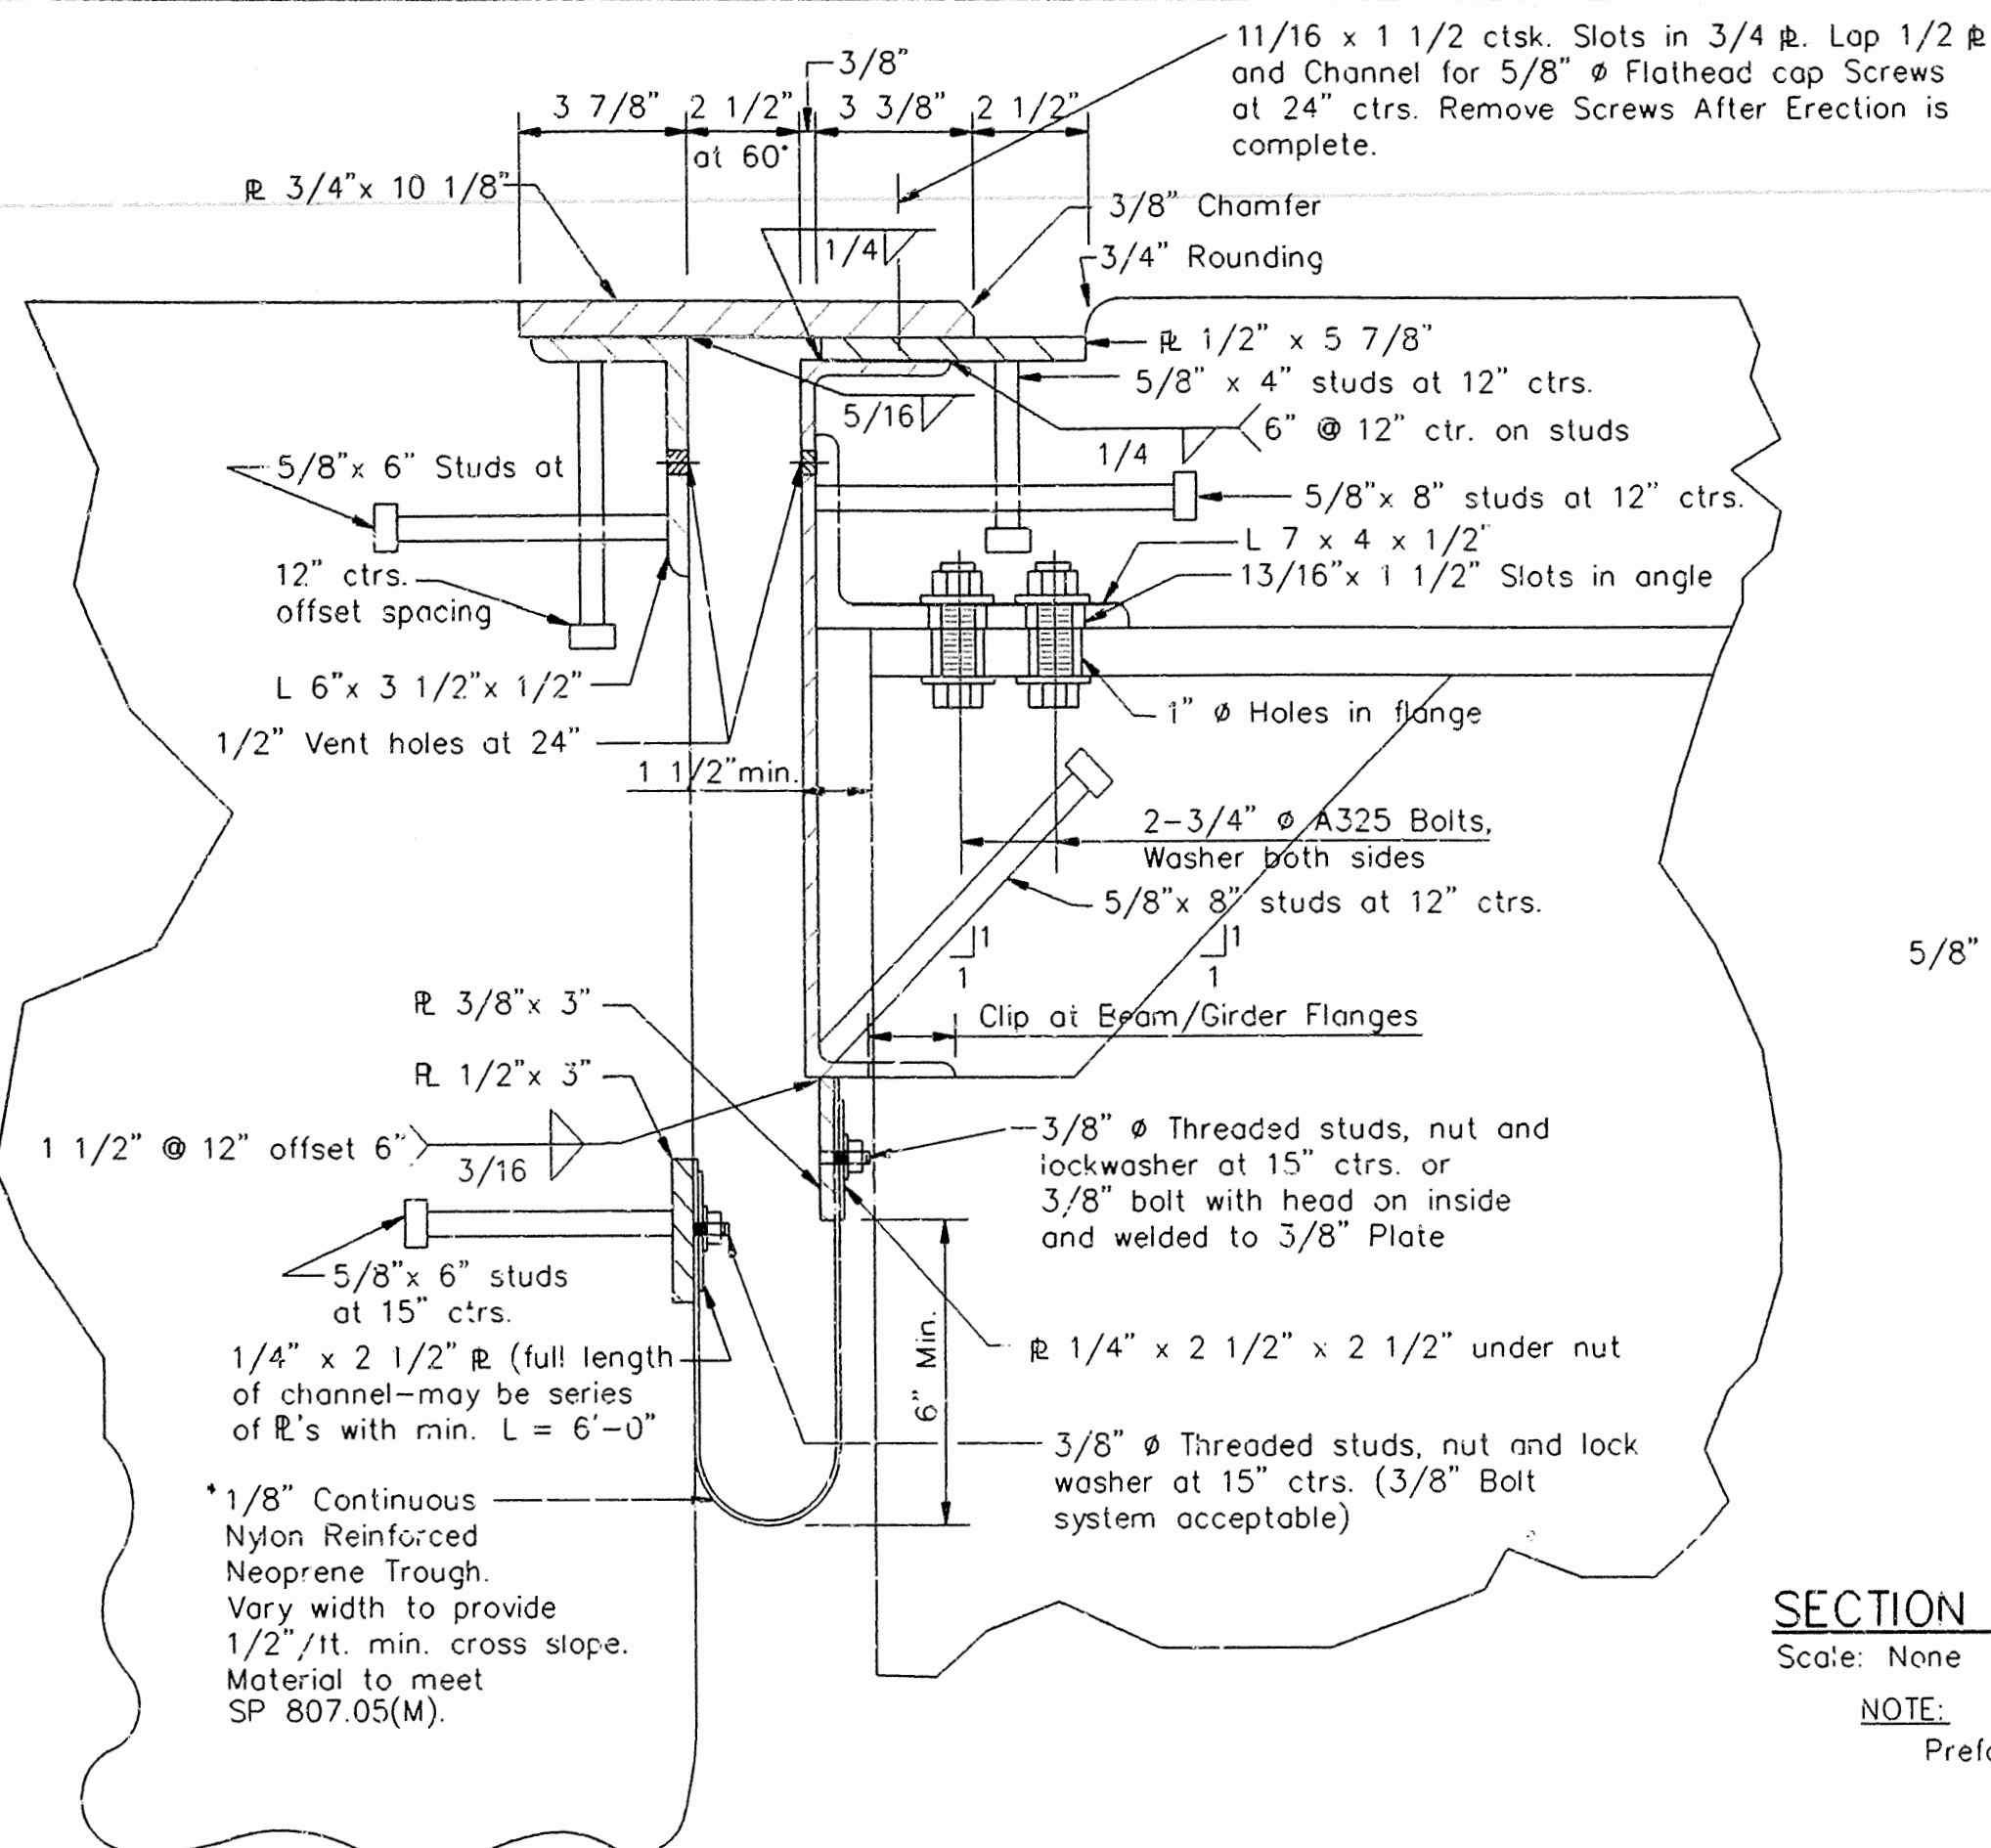 11/16 x 1 1/2 ctsk. Slots in 3/4 ⅊. Lap 1/2 ⅊
and Channel for 5/8" ø Flathead cap Screws
at 24" ctrs. Remove Screws After Erection is
complete.
3/8"
3 7/8"
2 1/2"
3 3/8"
2 1/2"
at 60°
⅊ 3/4"x 10 1/8"
3/8" Chamfer
1/4
3/4" Rounding
⅊ 1/2" x 5 7/8"
5/8" x 4" studs at 12" ctrs.
5/16
6" @ 12" ctr. on studs
1/4
5/8"x 6" Studs at
12" ctrs.
offset spacing
5/8"x 8" studs at 12" ctrs.
L 7 x 4 x 1/2"
13/16"x 1 1/2" Slots in angle
L 6"x 3 1/2"x 1/2"
1" ø Holes in flange
1/2" Vent holes at 24"
1 1/2"min.
2-3/4" ø A325 Bolts,
Washer both sides
5/8"x 8" studs at 12" ctrs.
1
1
1
1
5/8"
⅊ 3/8"x 3"
Clip at Beam/Girder Flanges
⅊ 1/2"x 3"
1 1/2" @ 12" offset 6"
3/16
3/8" ø Threaded studs, nut and
lockwasher at 15" ctrs. or
3/8" bolt with head on inside
and welded to 3/8" Plate
5/8"x 6" studs
at 15" ctrs.
6" Min.
1/4" x 2 1/2" ⅊ (full length
of channel-may be series
of ⅊'s with min. L = 6'-0"
⅊ 1/4" x 2 1/2" x 2 1/2" under nut
3/8" ø Threaded studs, nut and lock
washer at 15" ctrs. (3/8" Bolt
system acceptable)
*1/8" Continuous
Nylon Reinforced
Neoprene Trough.
Vary width to provide
1/2"/ft. min. cross slope.
Material to meet
SP 807.05(M).
SECTION
Scale: None
NOTE: